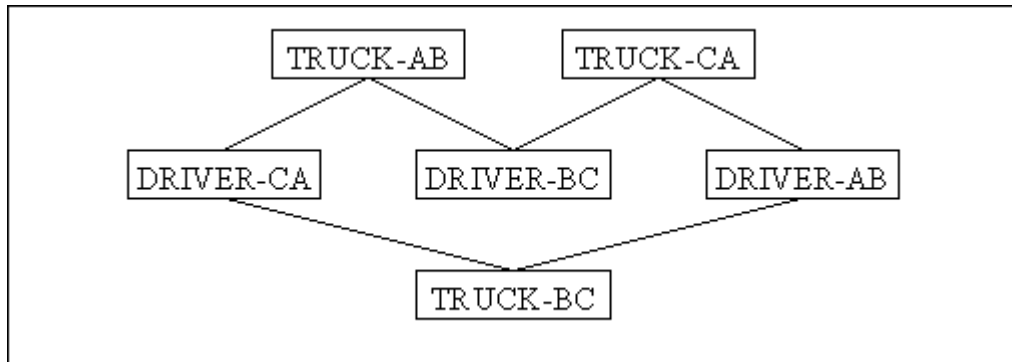 TRUCK-AB
TRUCK-CA
DRIVER-CA
DRIVER-BC
DRIVER-AB
TRUCK-BC